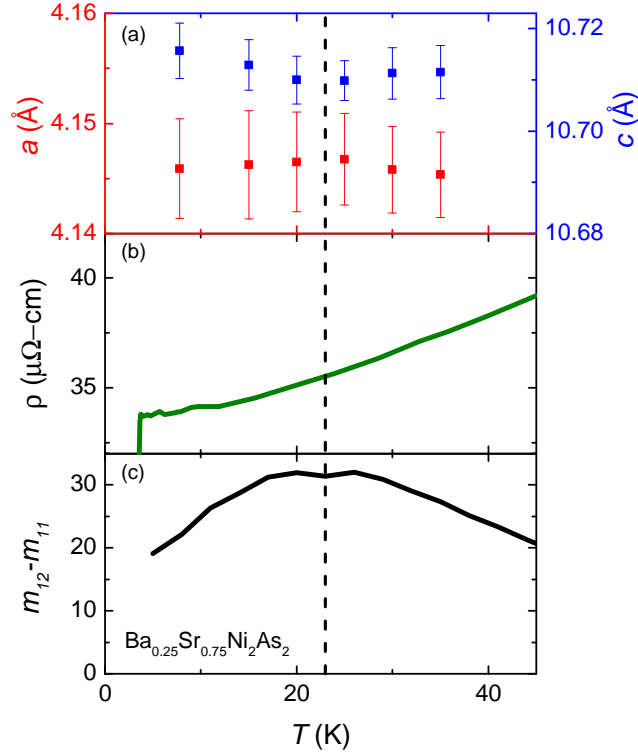 (a)
4.16
4.15
4.14
a (Å)
10.72
10.70
10.68
c (Å)
(b)
40
35
ρ (μΩ−cm)
(c)
30
20
10
0
m₁₂-m₁₁
Ba₀.₂₅Sr₀.₇₅Ni₂As₂
0 20 40
T (K)